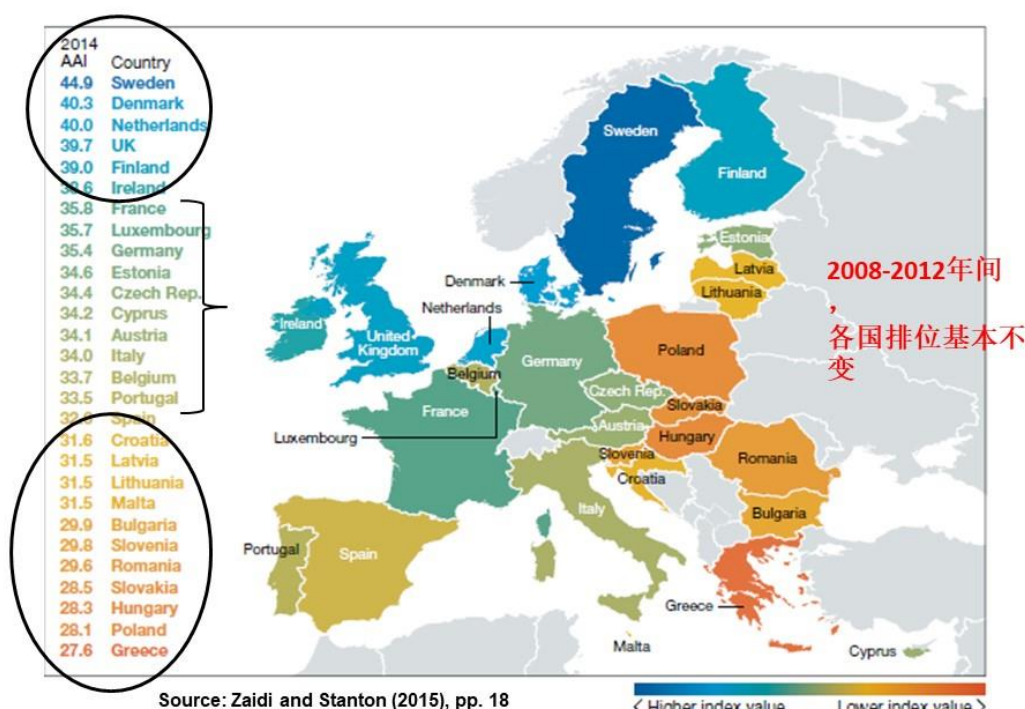 2014
AAI Country
44.9 Sweden
40.3 Denmark
40.0 Netherlands
39.7 UK
39.0 Finland
38.6 Ireland
35.8 France
35.7 Luxembourg
35.4 Germany
34.6 Estonia
34.4 Czech Rep.
34.2 Cyprus
34.1 Austria
34.0 Italy
33.7 Belgium
33.5 Portugal
Spain
31.6 Croatia
31.5 Latvia
31.5 Lithuania
31.5 Malta
29.9 Bulgaria
29.8 Slovenia
29.6 Romania
28.5 Slovakia
28.3 Hungary
28.1 Poland
27.6 Greece
Sweden
Finland
Estonia
Latvia
Lithuania
Denmark
Netherlands
Ireland
United
Kingdom
Belgium
Germany
Poland
Czech Rep.
Slovakia
France
Luxembourg
Austria
Hungary
Slovenia
Romania
Croatia
Italy
Bulgaria
Portugal
Spain
Greece
Malta
Cyprus
2008-2012年间
,
各国排位基本不
变
Source: Zaidi and Stanton (2015), pp. 18
< Higher index value Lower index value >